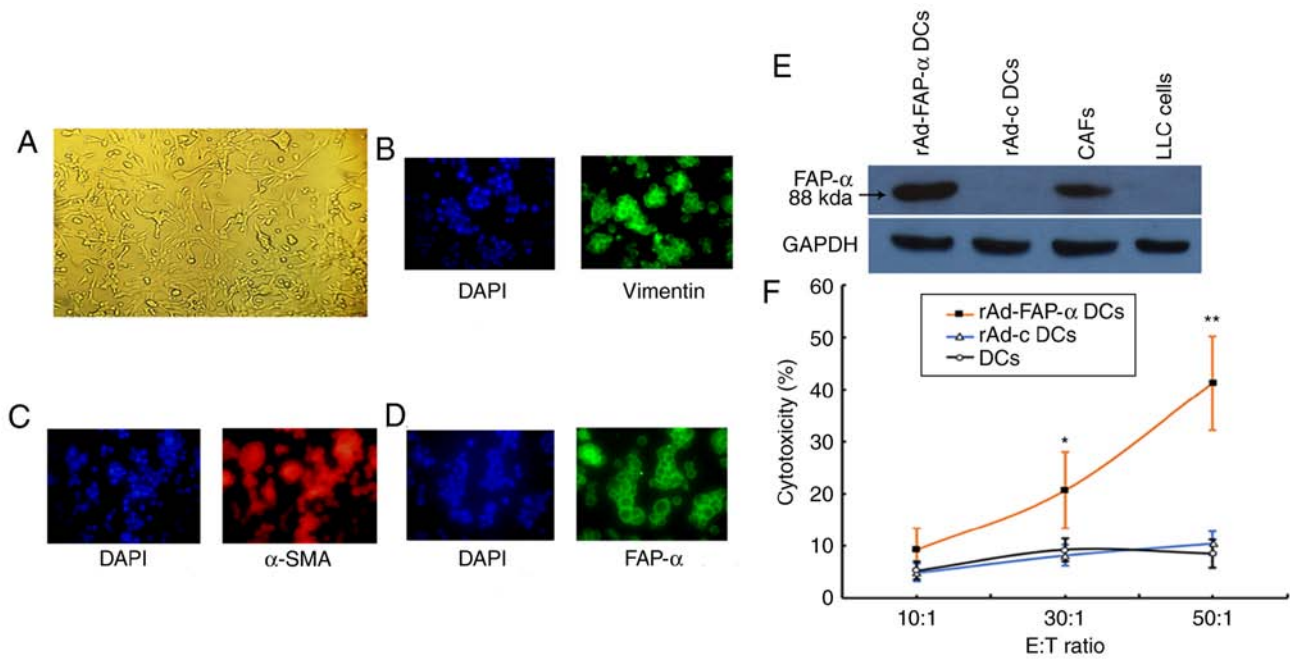 A
B
DAPI
Vimentin
C
DAPI
α-SMA
D
DAPI
FAP-α
E
rAd-FAP-α DCs
rAd-c DCs
CAFs
LLC cells
FAP-α
88 kda
GAPDH
F
60
50
40
30
20
10
0
Cytotoxicity (%)
rAd-FAP-α DCs
rAd-c DCs
DCs
*
**
10:1
30:1
50:1
E:T ratio